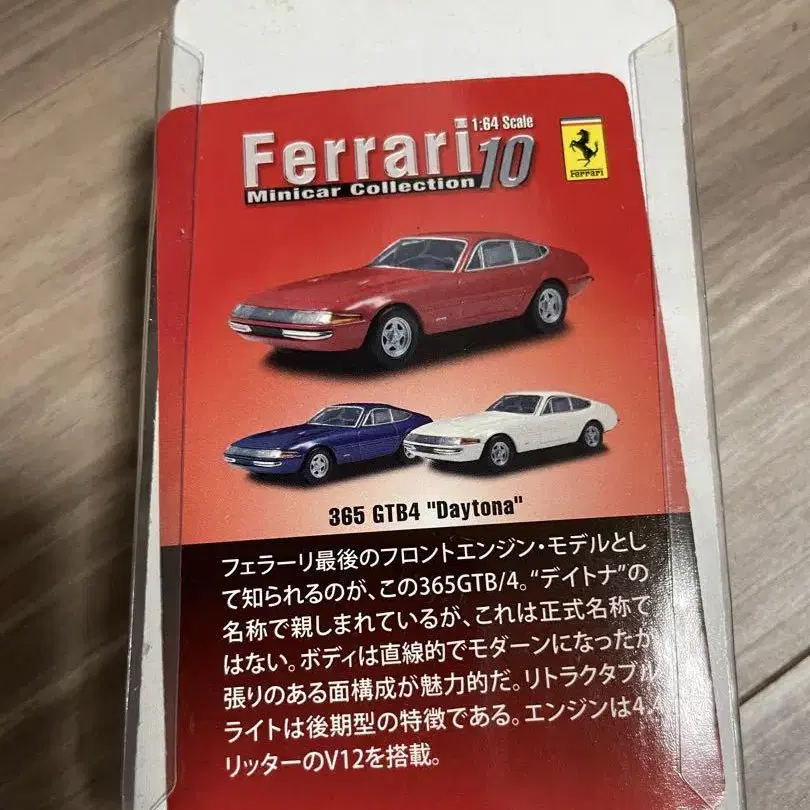 1:64 Scale
Ferrari 10
Minicar Collection
Ferrari
365 GTB4 "Daytona"
フェラーリ最後のフロントエンジン・モデルとし
て知られるのが、この365GTB/4。“デイトナ”の
名称で親しまれているが、これは正式名称で
はない。ボディは直線的でモダーンになったが
張りのある面構成が魅力的だ。リトラクタブル
ライトは後期型の特徴である。エンジンは4.4
リッターのV12を搭載。